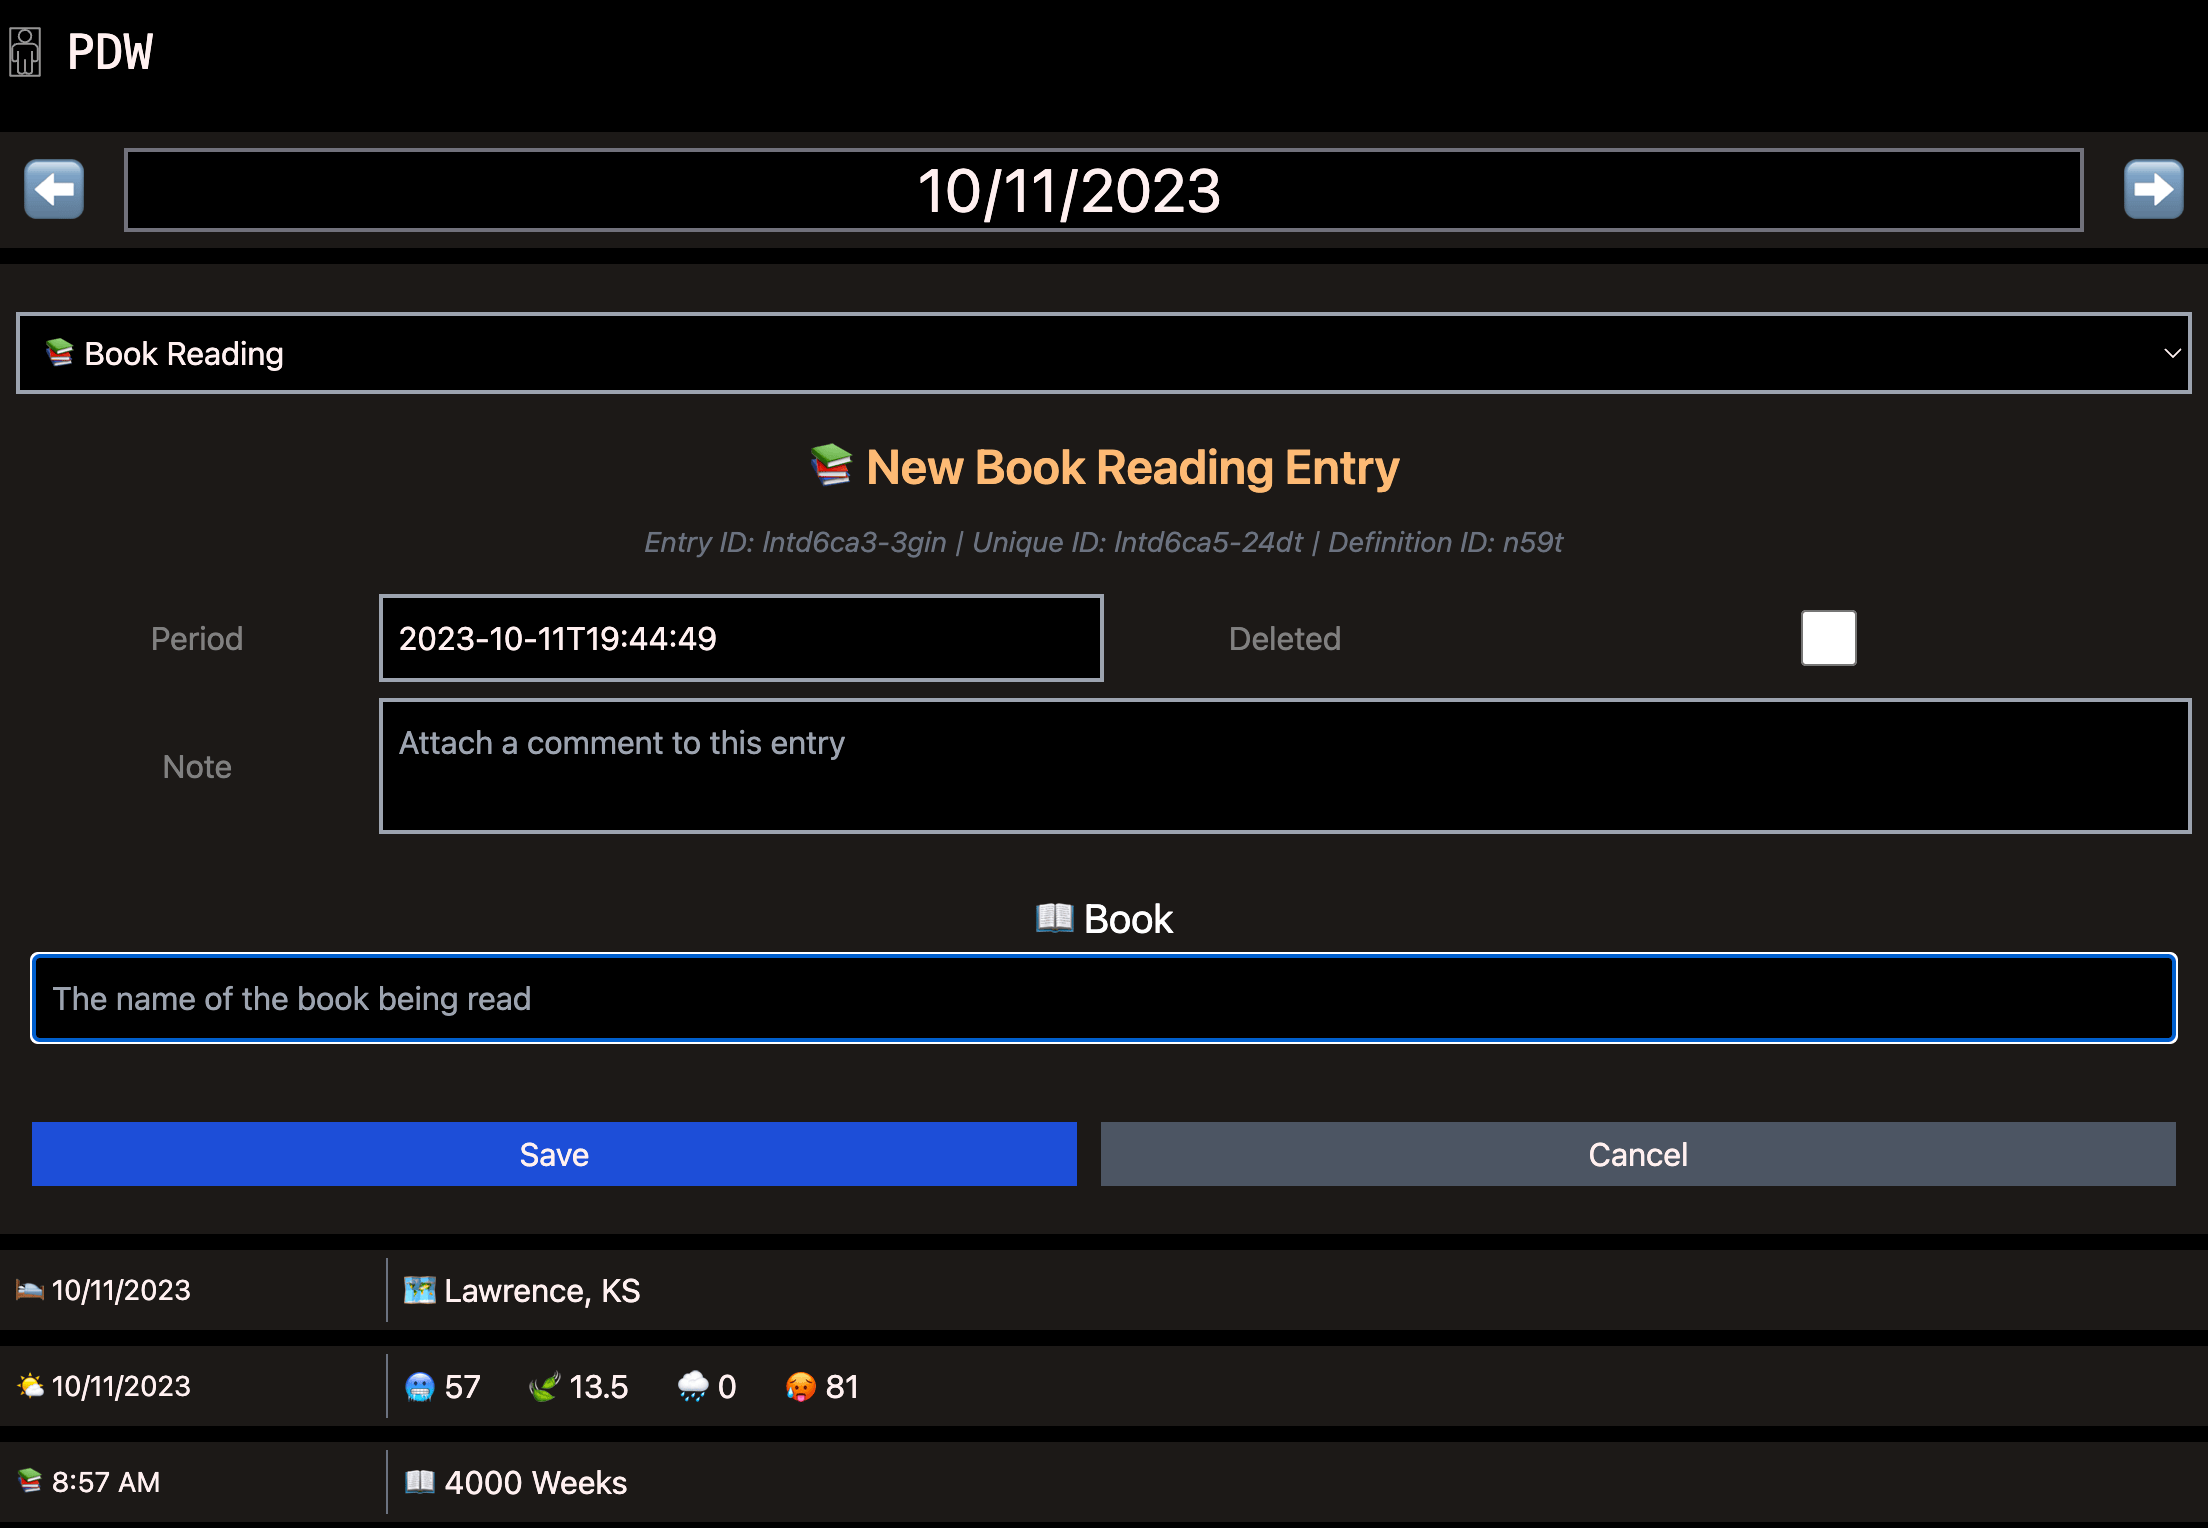 PDW
10/11/2023
Book Reading
New Book Reading Entry
Entry ID: lntd6ca3-3gin | Unique ID: lntd6ca5-24dt | Definition ID: n59t
Period 2023-10-11T19:44:49 Deleted
Note Attach a comment to this entry
Book
The name of the book being read
Save Cancel
10/11/2023 Lawrence, KS
10/11/2023 57 13.5 0 81
8:57 AM 4000 Weeks